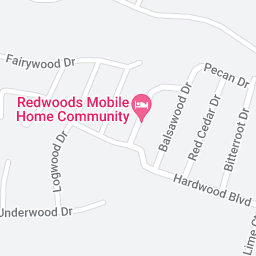 Fairywood Dr
Pecan Dr
Redwoods Mobile
Home Community
Balsawood Dr
Red Cedar Dr
Bitterroot Dr
Logwood Dr
Hardwood Blvd
Underwood Dr
Lime C